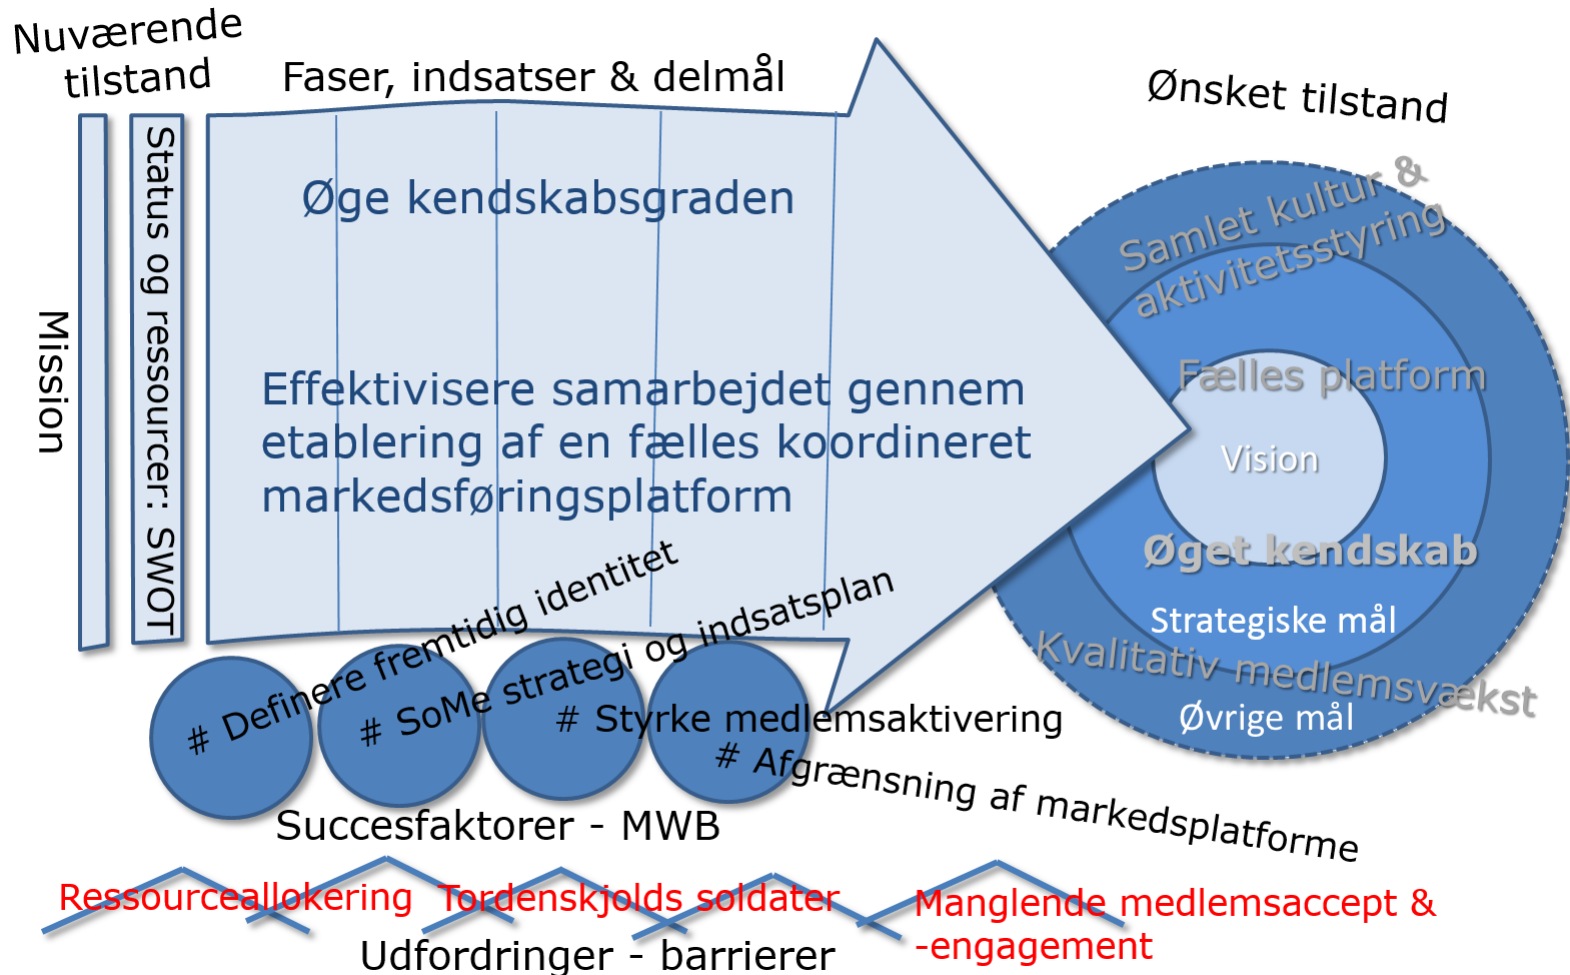 Nuværende
tilstand
Faser, indsatser & delmål
Ønsket tilstand
Mission
Status og ressourcer: SWOT
Øge kendskabsgraden
Effektivisere samarbejdet gennem
etablering af en fælles koordineret
markedsføringsplatform
Samlet kultur &
aktivitetsstyring
Fælles platform
Vision
Øget kendskab
Strategiske mål
Kvalitativ medlemsvækst
Øvrige mål
# Definere fremtidig identitet
# SoMe strategi og indsatsplan
# Styrke medlemsaktivering
# Afgrænsning af markedsplatforme
Succesfaktorer - MWB
Ressourceallokering
Tordenskjolds soldater
Manglende medlemsaccept &
-engagement
Udfordringer - barrierer